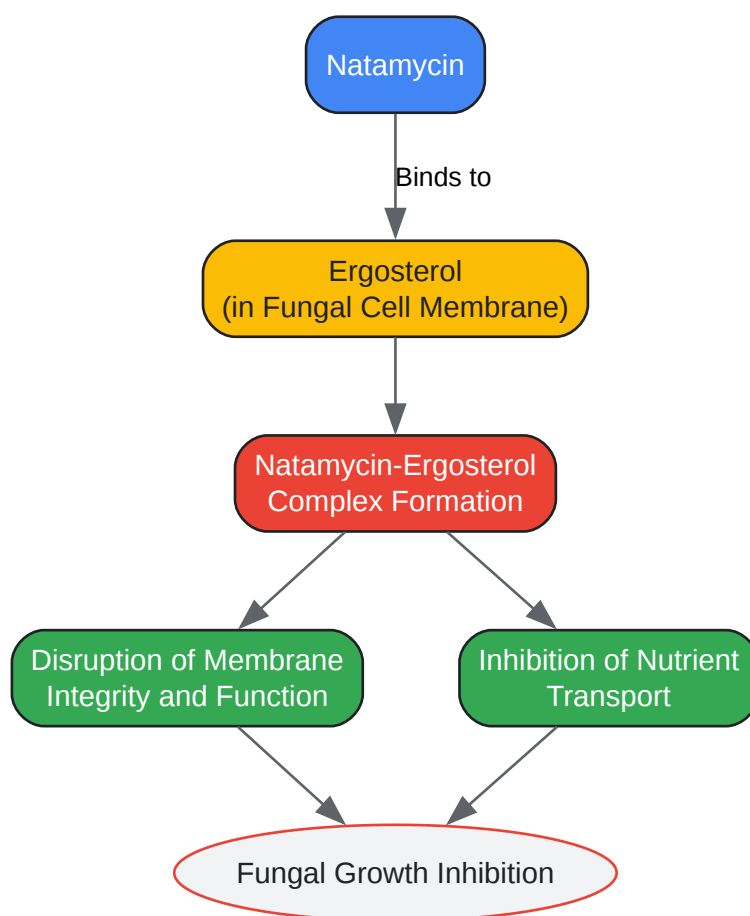 Natamycin
Binds to
Ergosterol
(in Fungal Cell Membrane)
Natamycin-Ergosterol
Complex Formation
Disruption of Membrane
Integrity and Function
Inhibition of Nutrient
Transport
Fungal Growth Inhibition